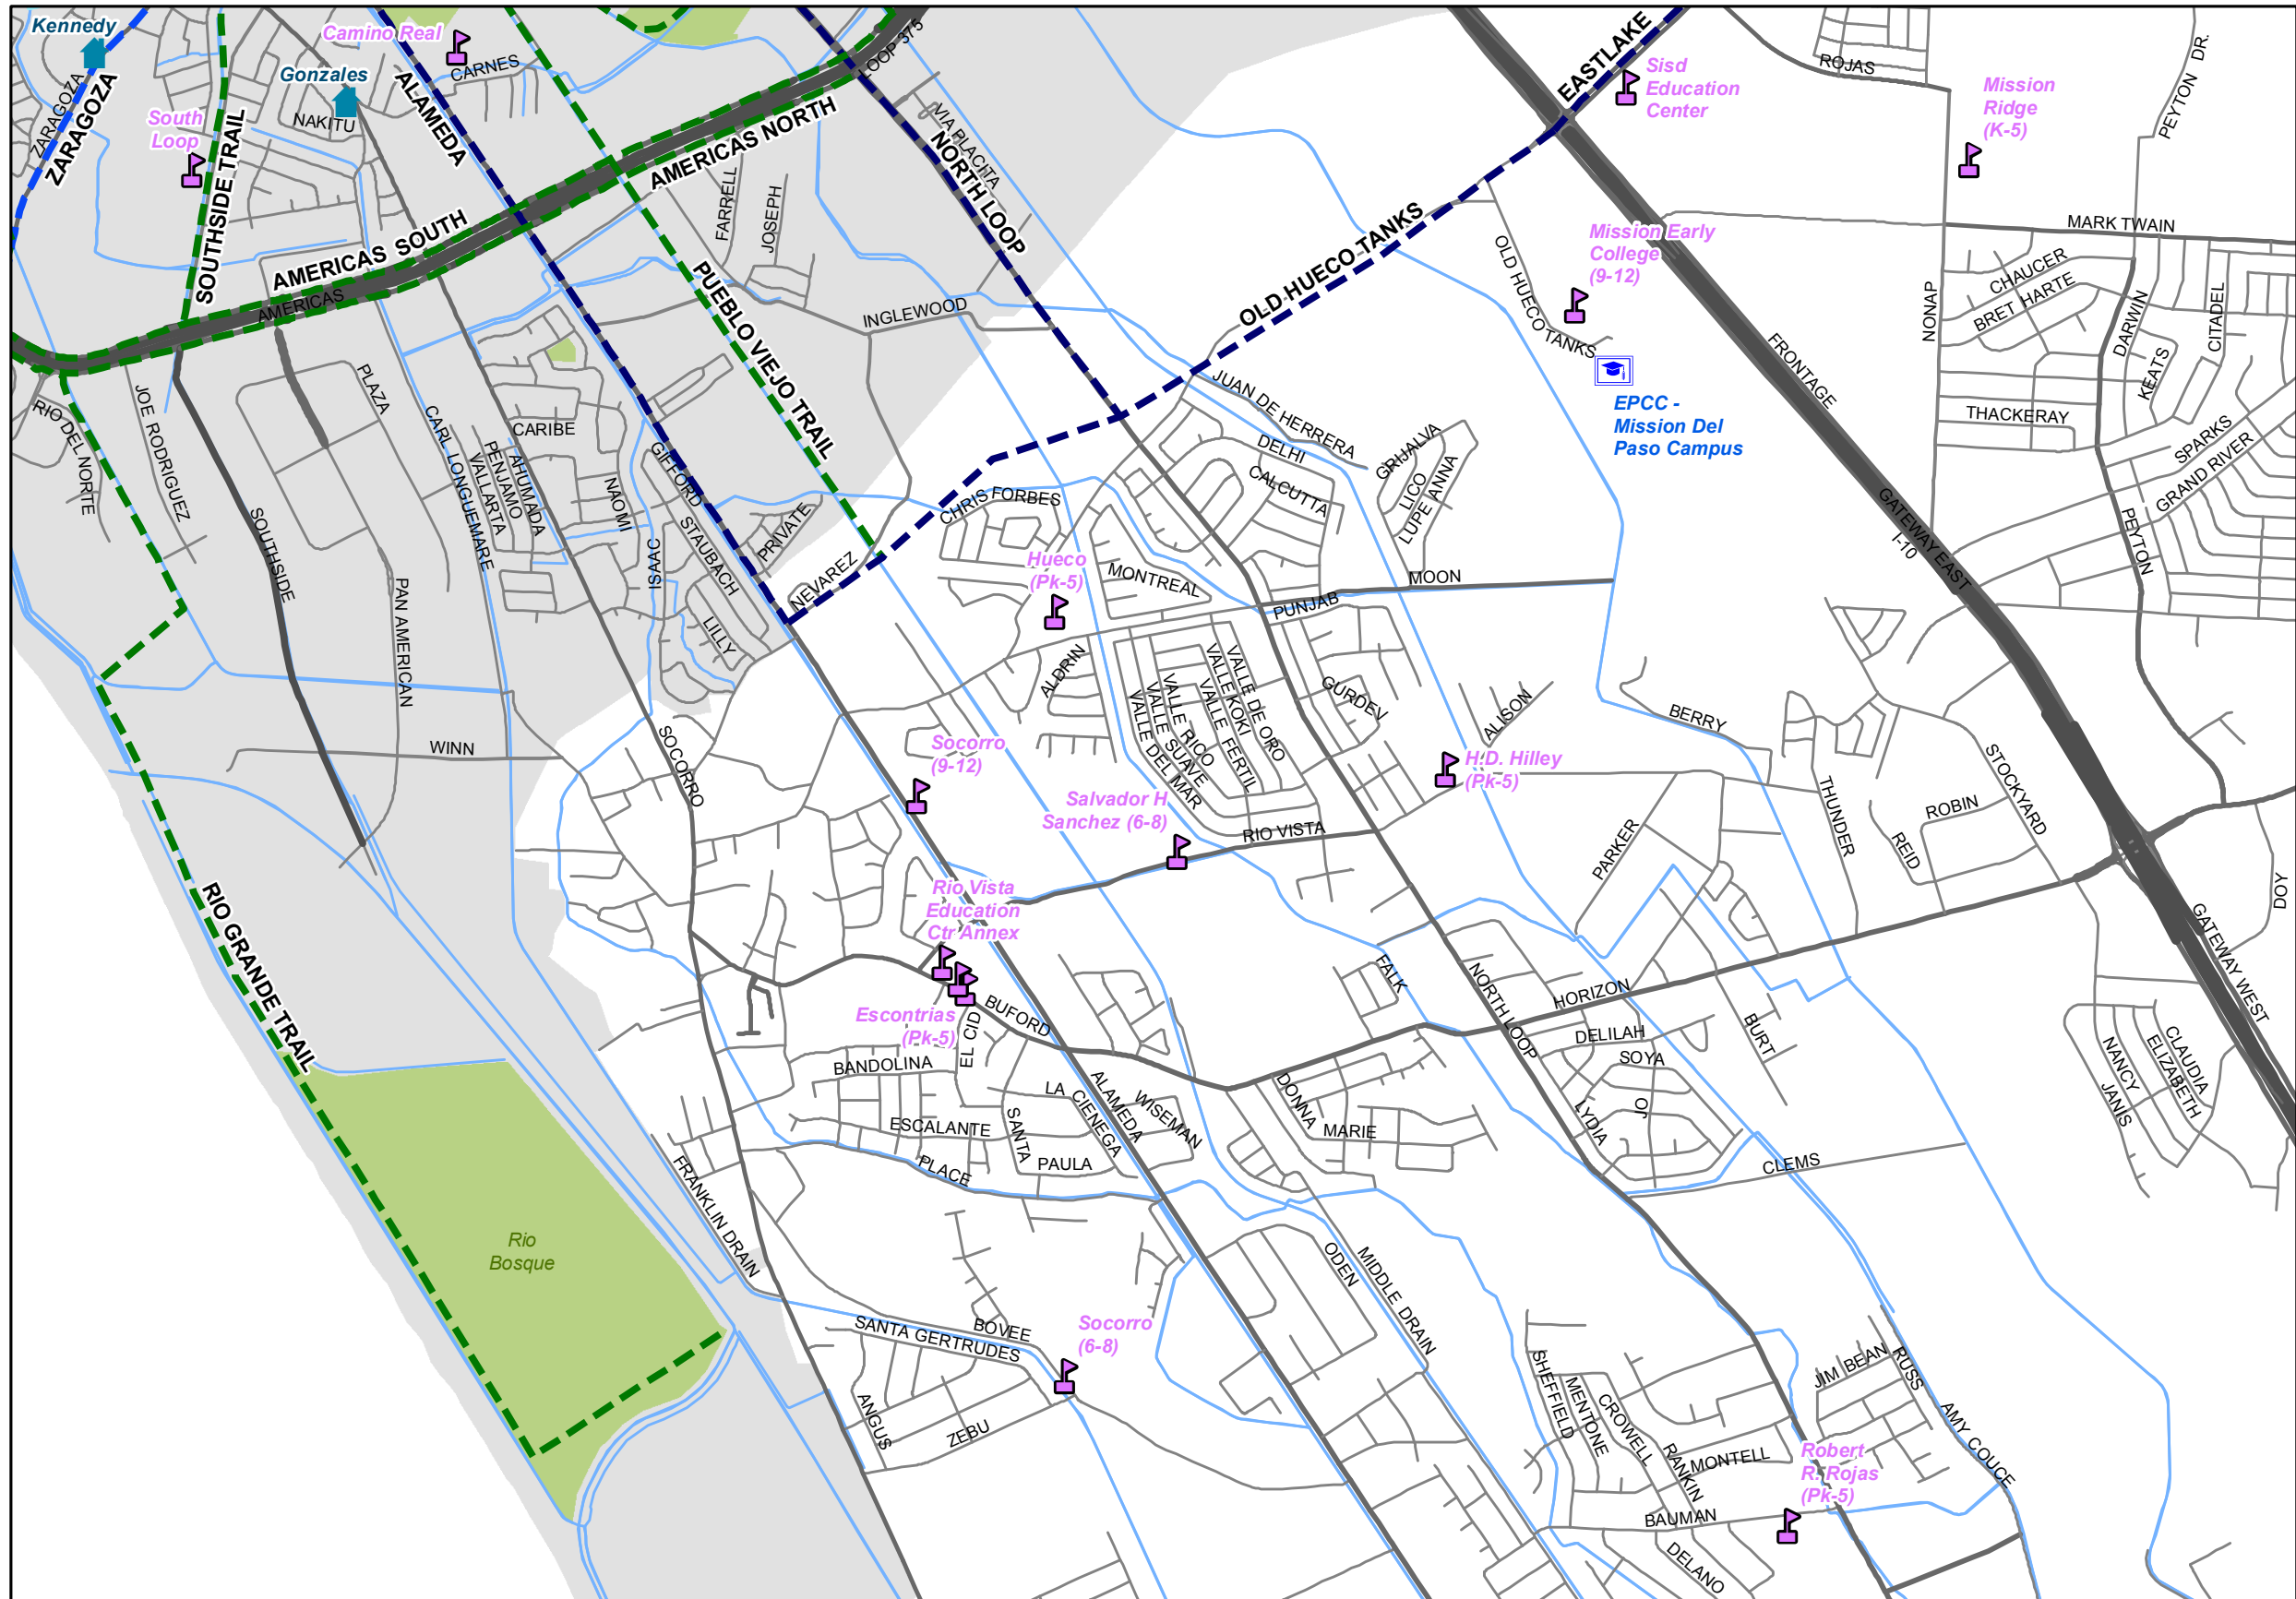 Kennedy
Camino Real
Gonzales
CARNES
LOOP 375
ZARAGOZA
ZARAGOZA
South
Loop
NAKITU
ALAMEDA
SOUTHSIDE TRAIL
AMERICAS NORTH
AMERICAS SOUTH
AMERICAS
FARRELL
JOSEPH
VIA PLACITA
NORTH LOOP
EASTLAKE
Sisd
Education
Center
ROJAS
PEYTON DR.
Mission
Ridge
(K-5)
MARK TWAIN
Mission Early
College
(9-12)
OLD HUECO TANKS
OLD HUECO TANKS
NONAP
CHAUCER
BRET HARTE
DARWIN
CITADEL
KEATS
THACKERAY
SPARKS
GRAND RIVER
PEYTON
FRONTAGE
EPCC -
Mission Del
Paso Campus
GATEWAY EAST
I-10
INGLEWOOD
PUEBLO VIEJO TRAIL
JUAN DE HERRERA
DELHI
CALCUTTA
GRIJALVA
LICO
LUPE ANNA
RIO DEL NORTE
JOE RODRIGUEZ
PLAZA
CARL LONGUEMARE
VALLARTA
PENJAMO
AHUMADA
CARIBE
NAOMI
GIFFORD
ISAAC
STAUBACH
PRIVATE
LILLY
NEVAREZ
SOUTHSIDE
PAN AMERICAN
CHRIS FORBES
Hueco
(Pk-5)
MONTREAL
MOON
PUNJAB
ALDRIN
VALLE DE ORO
VALLE KOKI
VALLE FERTIL
VALLE RICO
VALLE SUAVE
VALLE DEL MAR
GURDEV
ALISON
BERRY
WINN
SOCORRO
Socorro
(9-12)
Salvador H
Sanchez (6-8)
H.D. Hilley
(Pk-5)
RIO VISTA
PARKER
THUNDER
REID
ROBIN
STOCKYARD
DOY
GATEWAY WEST
RIO GRANDE TRAIL
Rio Vista
Education
Ctr Annex
Escontrias
(Pk-5)
BUFORD
EL CID
BANDOLINA
FALK
NORTH LOOP
HORIZON
DELILAH
SOYA
BURT
JO
LYDIA
CLAUDIA
ELIZABETH
NANCY
JANIS
LA CIENEGA
ALAMEDA
WISEMAN
DONNA
MARIE
ESCALANTE
SANTA PAULA
PLACE
CLEMS
FRANKLIN DRAIN
Rio
Bosque
ODEN
MIDDLE DRAIN
BOVEE
SANTA GERTRUDES
Socorro
(6-8)
ANGUS
ZEBU
SHEFFIELD
MENTONE
CROWELL
RANKIN
MONTELL
JIM BEAN
RUSS
AMY COUCE
Robert
R. Rojas
(Pk-5)
BAUMAN
DELANO